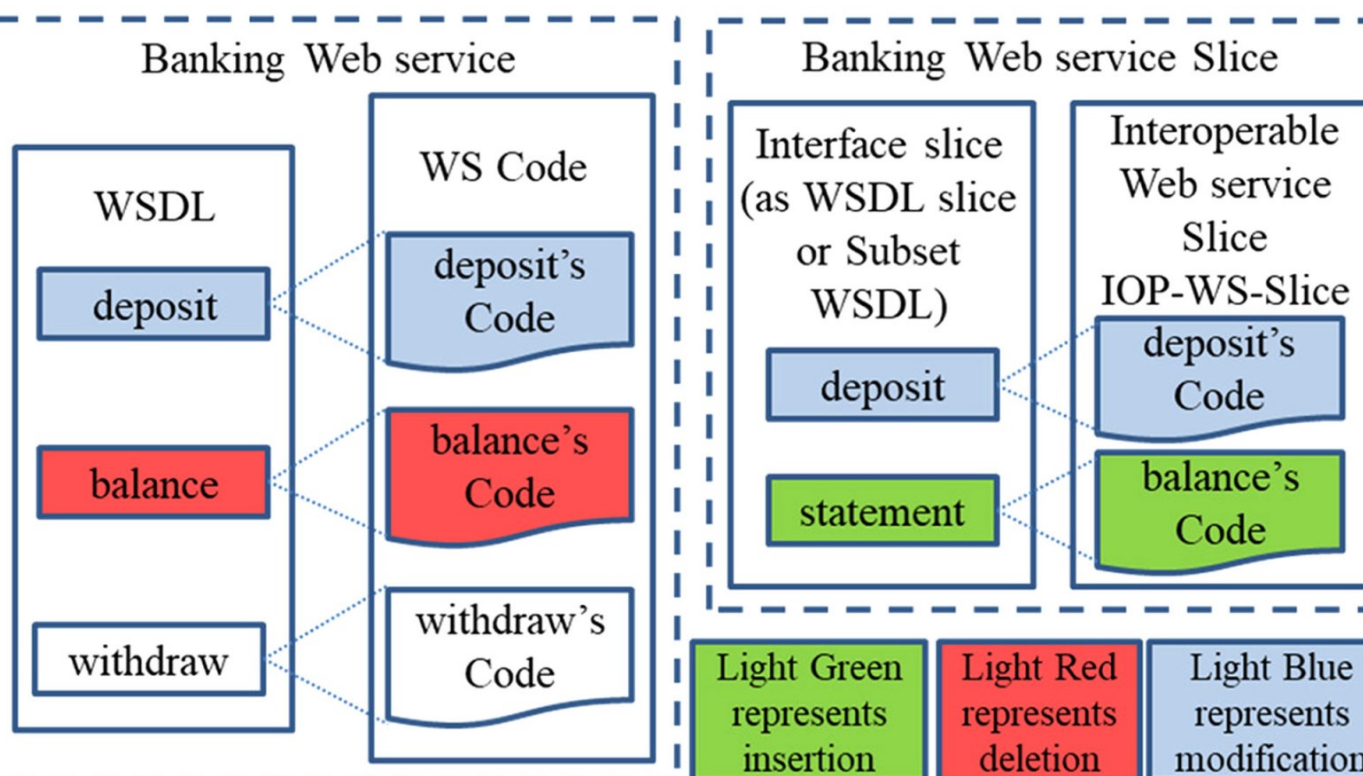 Banking Web service
WSDL
deposit
balance
withdraw
WS Code
deposit's
Code
balance's
Code
withdraw's
Code
Banking Web service Slice
Interface slice
(as WSDL slice
or Subset
WSDL)
deposit
statement
Interoperable
Web service
Slice
IOP-WS-Slice
deposit's
Code
balance's
Code
Light Green
represents
insertion
Light Red
represents
deletion
Light Blue
represents
modification